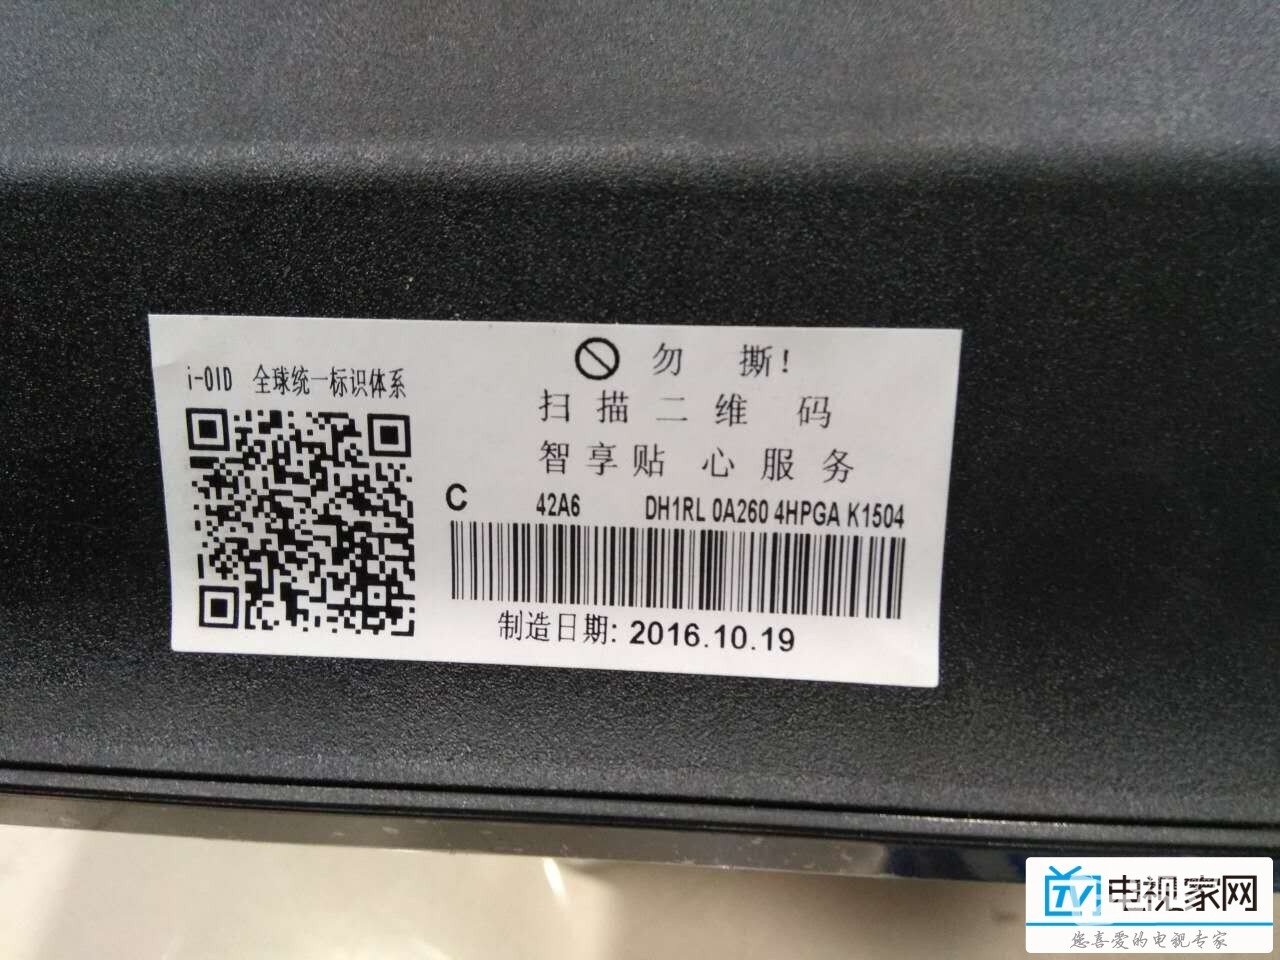 i-OID 全球统一标识体系
勿 撕!
扫描二维 码
智享贴 心服务
C 42A6 DH1RL 0A260 4HPGA K1504
制造日期: 2016.10.19
TV 电视家网
您喜爱的电视专家